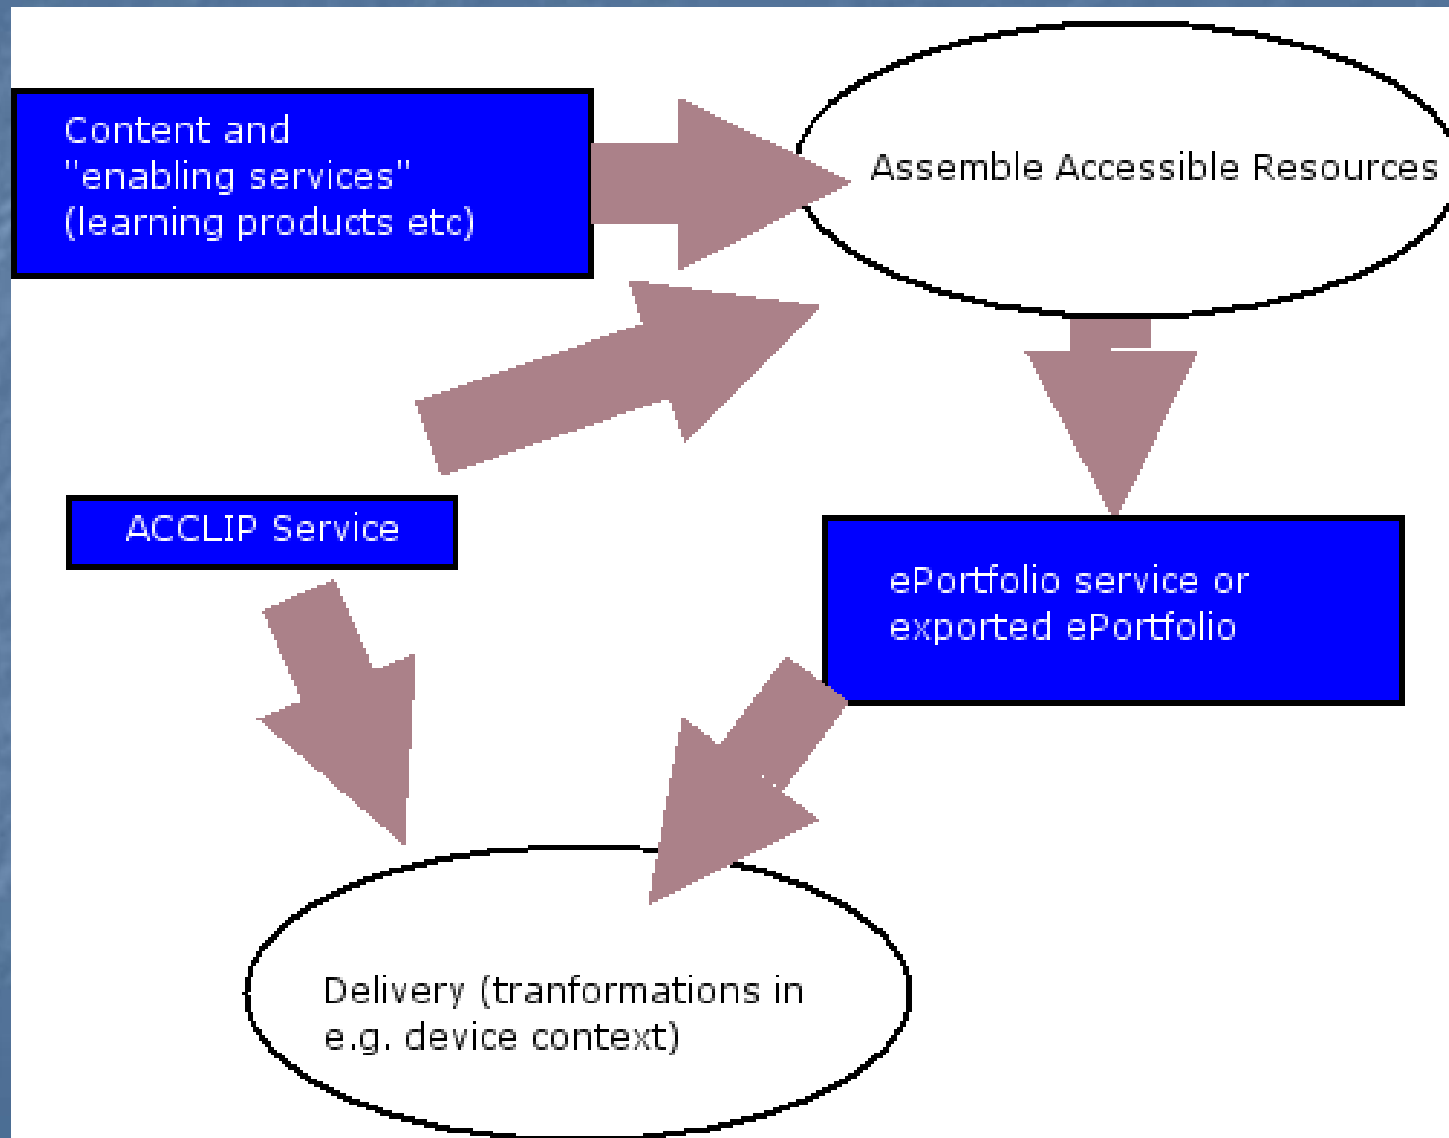 Content and
"enabling services"
(learning products etc)
Assemble Accessible Resources
ACCLIP Service
ePortfolio service or
exported ePortfolio
Delivery (tranformations in
e.g. device context)